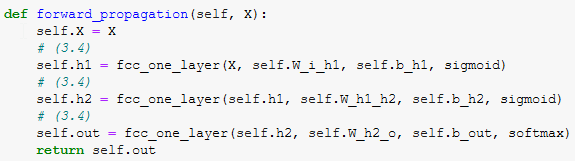 def forward_propagation(self, X):
    self.X = X
    # (3.4)
    self.h1 = fcc_one_layer(X, self.W_i_h1, self.b_h1, sigmoid)
    # (3.4)
    self.h2 = fcc_one_layer(self.h1, self.W_h1_h2, self.b_h2, sigmoid)
    # (3.4)
    self.out = fcc_one_layer(self.h2, self.W_h2_o, self.b_out, softmax)
    return self.out